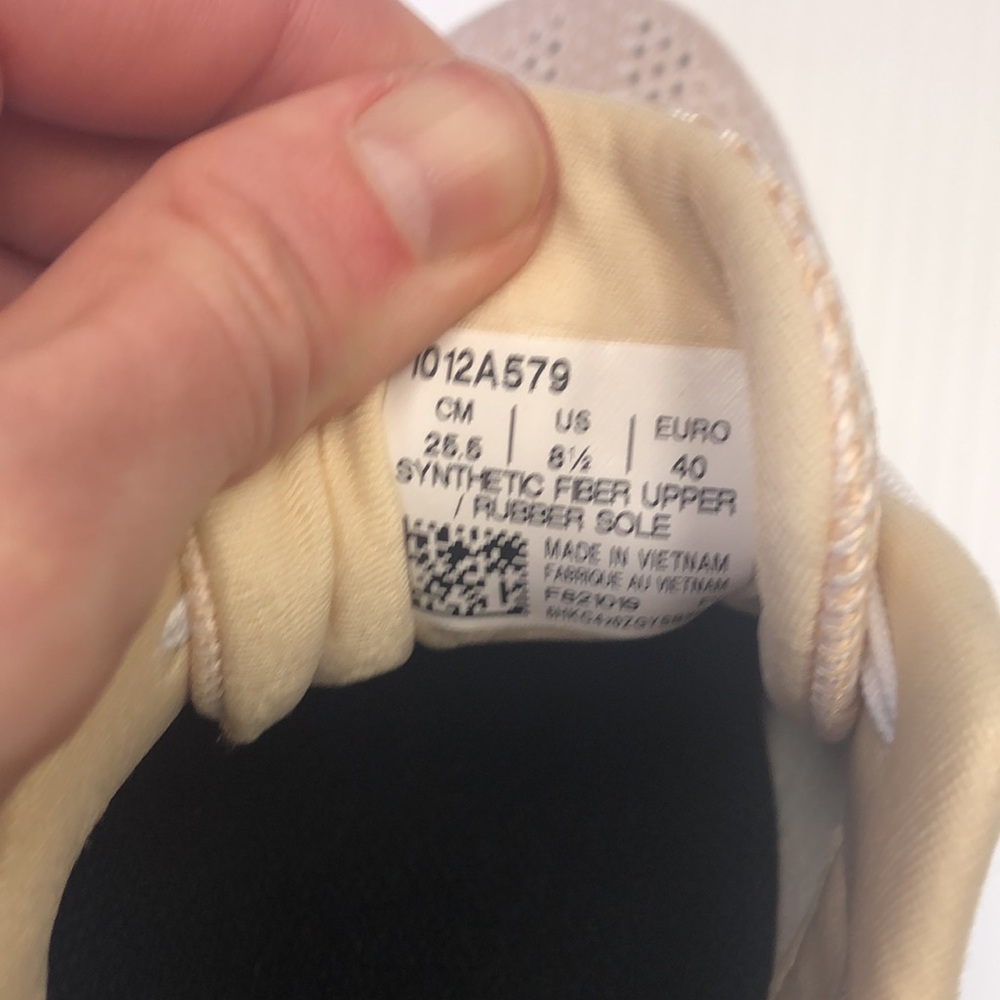 1012A579
CM | US | EURO
25.5 | 8½ | 40
SYNTHETIC FIBER UPPER
/ RUBBER SOLE
MADE IN VIETNAM
FABRIQUE AU VIETNAM